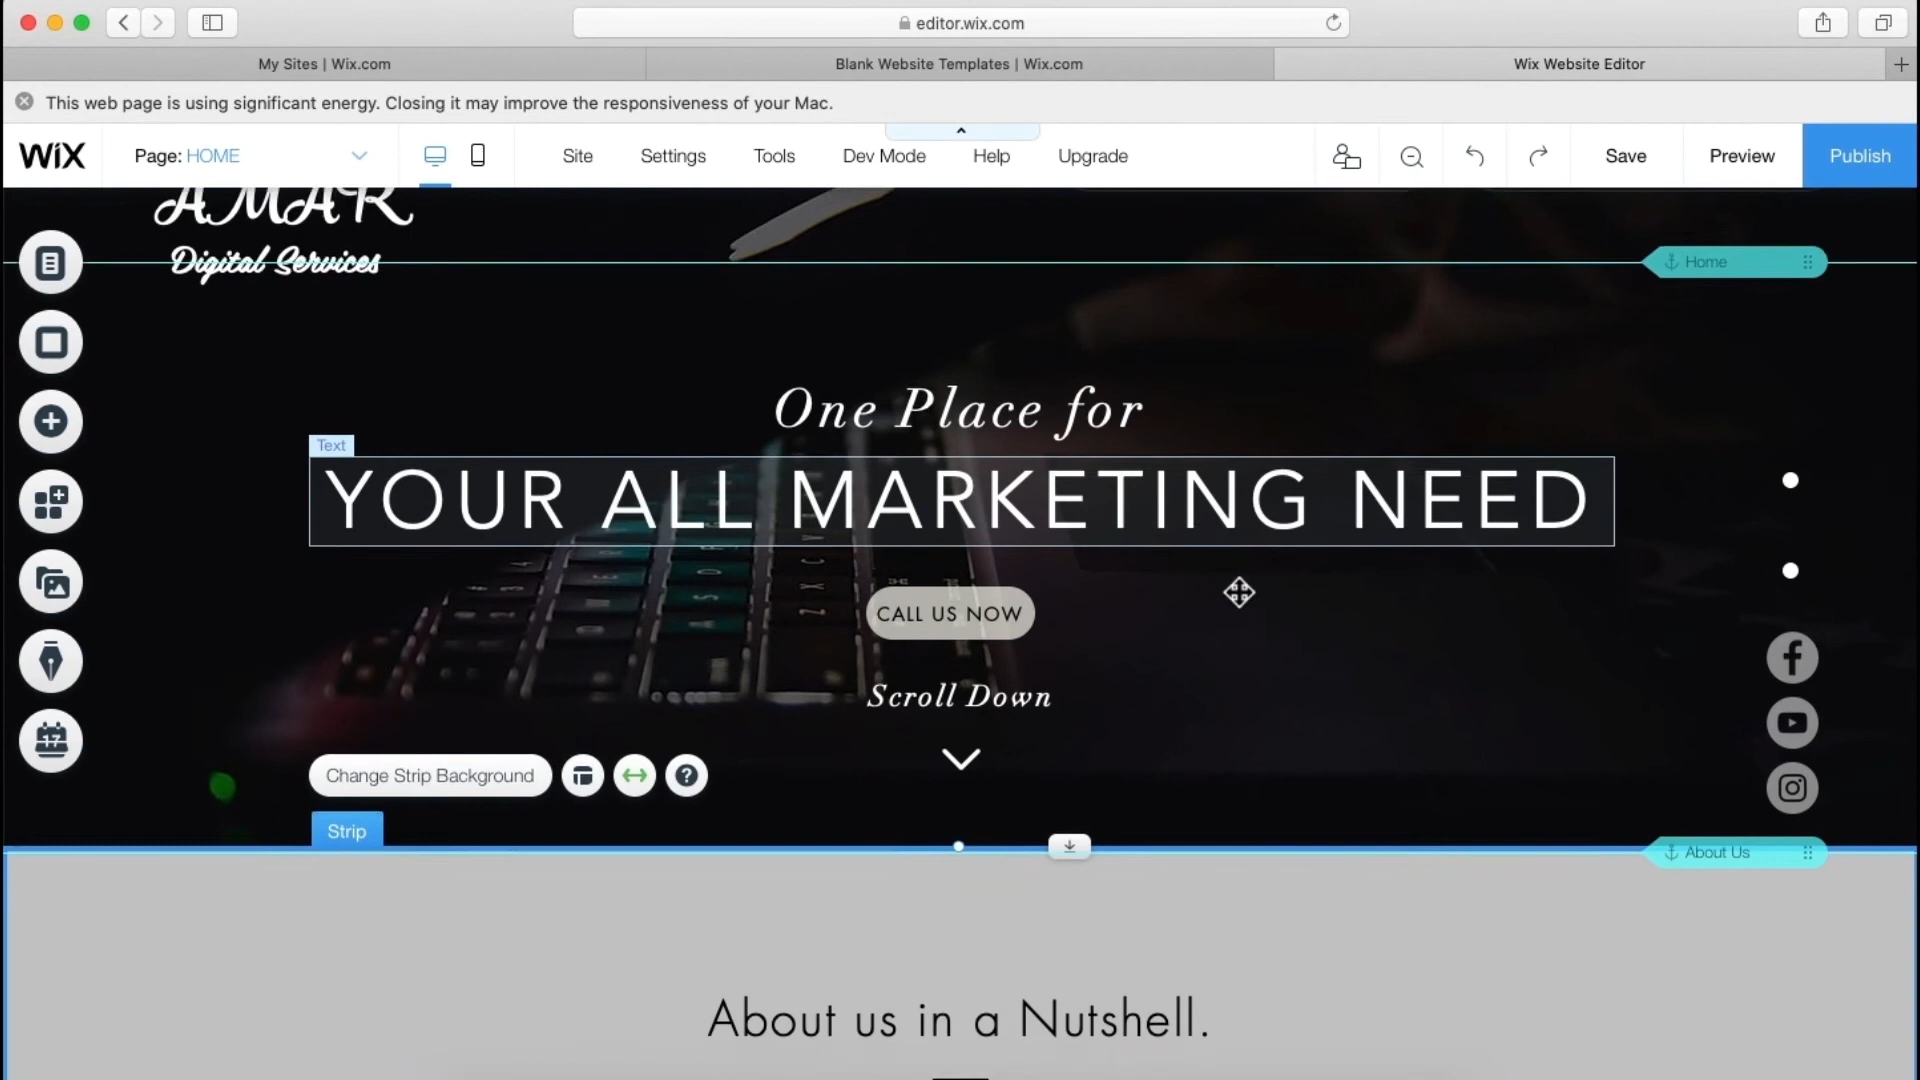 editor.wix.com
My Sites | Wix.com
Blank Website Templates | Wix.com
Wix Website Editor
This web page is using significant energy. Closing it may improve the responsiveness of your Mac.
WIX
Page: HOME
Site
Settings
Tools
Dev Mode
Help
Upgrade
Save
Preview
Publish
AMAR
Digital Services
Home
One Place for
Text
YOUR ALL MARKETING NEED
CALL US NOW
Scroll Down
17
Change Strip Background
Strip
About Us
About us in a Nutshell.